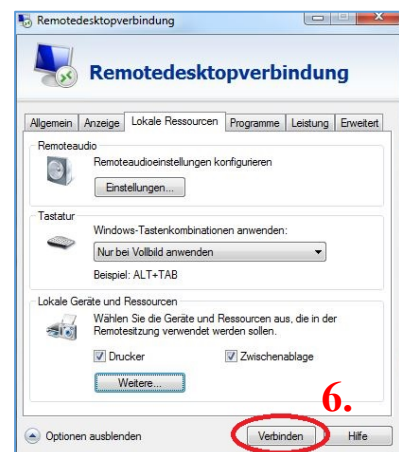 Remotedesktopverbindung
Remotedesktopverbindung
Allgemein Anzeige Lokale Ressourcen Programme Leistung Erweitert
Remoteaudio
Remoteaudioeinstellungen konfigurieren
Einstellungen...
Tastatur
Windows-Tastenkombinationen anwenden:
Nur bei Vollbild anwenden
Beispiel: ALT+TAB
Lokale Geräte und Ressourcen
Wählen Sie die Geräte und Ressourcen aus, die in der
Remotesitzung verwendet werden sollen.
Drucker Zwischenablage
Weitere...
6.
Optionen ausblenden Verbinden Hilfe